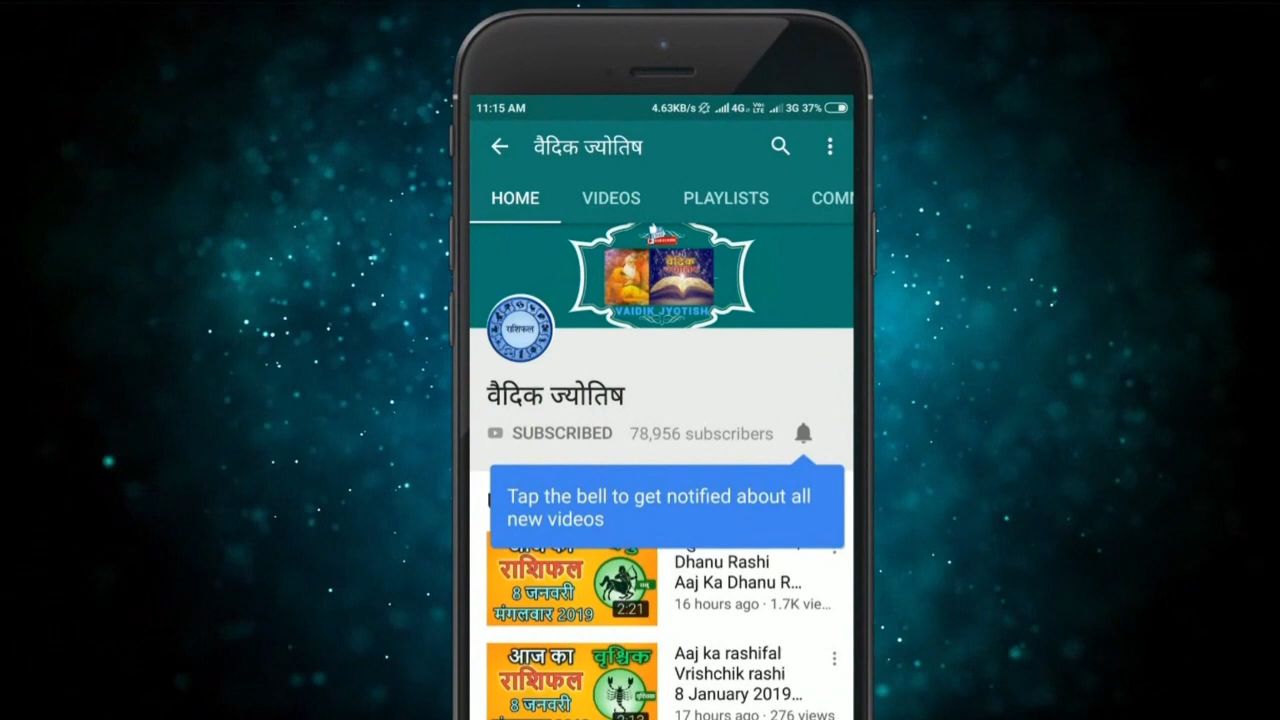 11:15 AM
4.63KB/s 4G VoLTE 3G 37%
वैदिक ज्योतिष
HOME VIDEOS PLAYLISTS COMM
वैदिक
VAIDIK JYOTISH
राशिफल
वैदिक ज्योतिष
SUBSCRIBED 78,956 subscribers
Tap the bell to get notified about all
new videos
राशिफल
8 जनवरी
मंगलवार 2019
2:21
Dhanu Rashi
Aaj Ka Dhanu R...
16 hours ago · 1.7K vie...
आज का वृश्चिक
राशिफल
8 जनवरी
Aaj ka rashifal
Vrishchik rashi
8 January 2019...
17 hours ago · 276 views